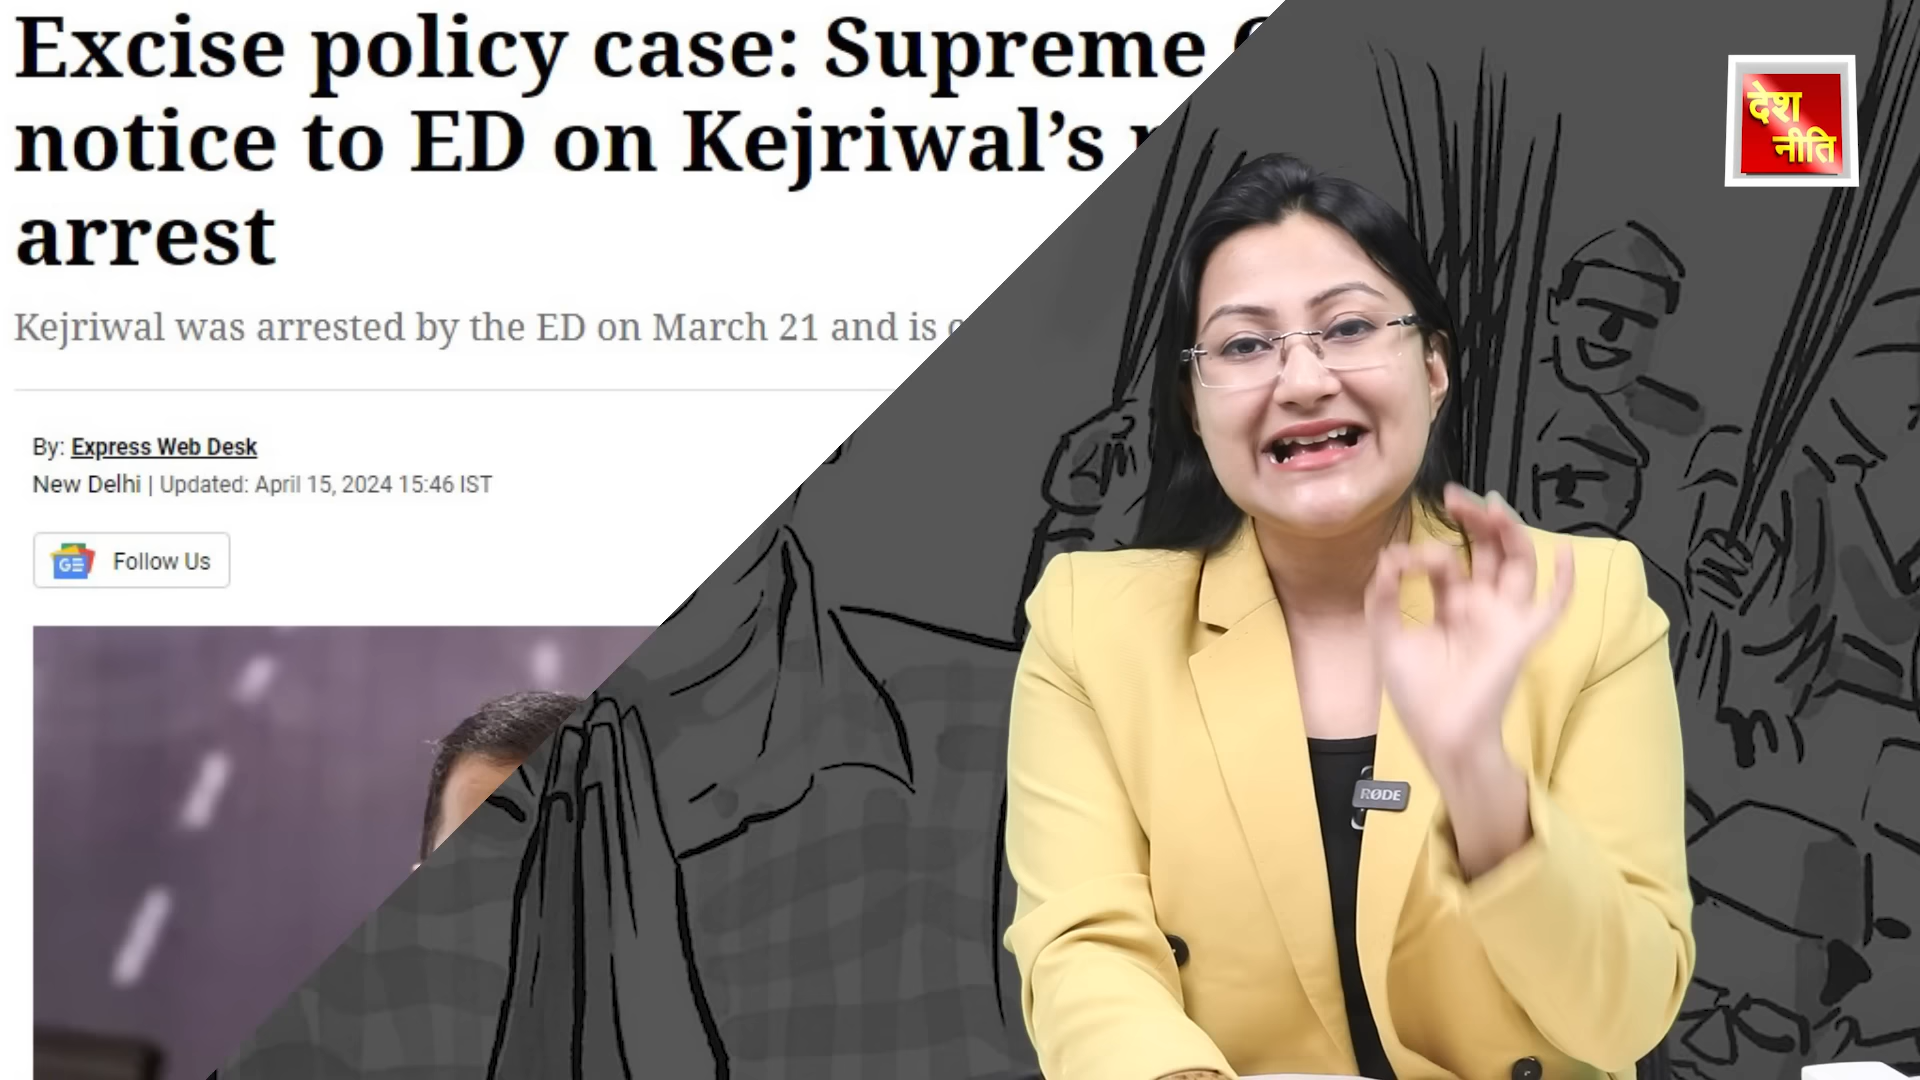 Excise policy case: Supreme
notice to ED on Kejriwal’s
arrest
Kejriwal was arrested by the ED on March 21 and is
By: Express Web Desk
New Delhi | Updated: April 15, 2024 15:46 IST
GE Follow Us
देश
नीति
RØDE